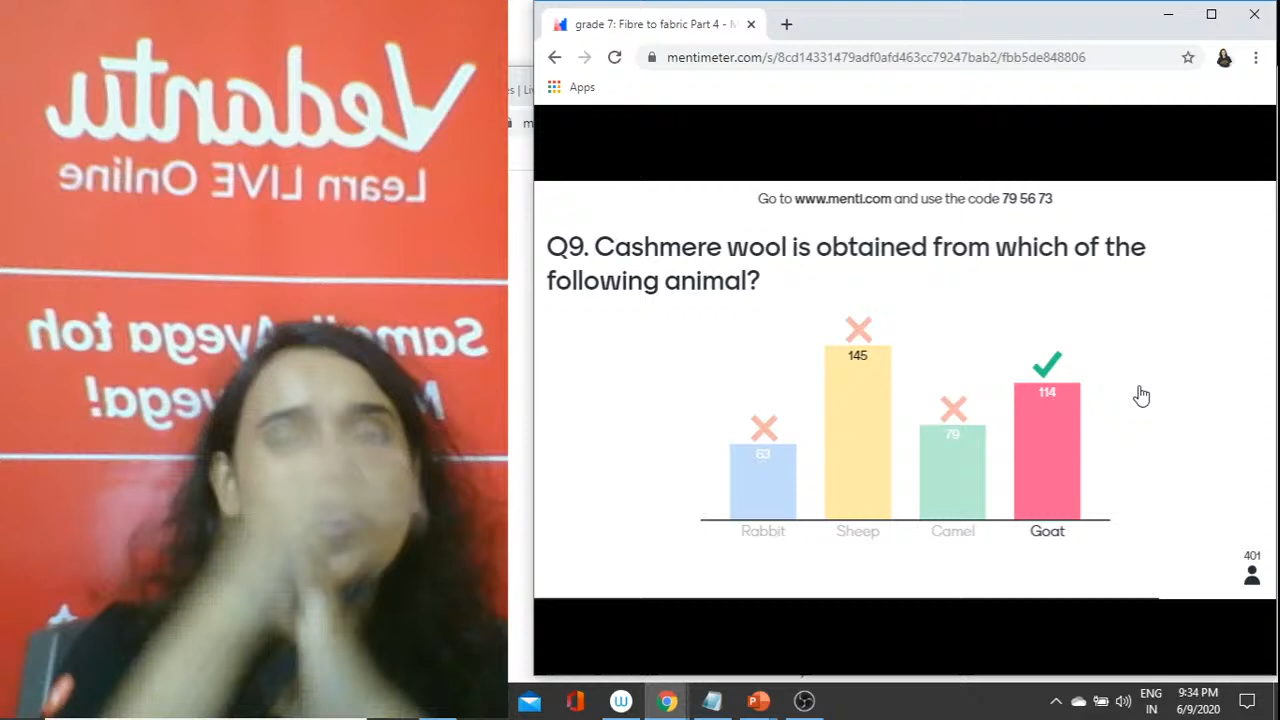 Vedantu
Learn LIVE Online
Ayega toh
grade 7: Fibre to fabric Part 4 - M
mentimeter.com/s/8cd14331479adf0afd463cc79247bab2/fbb5de848806
Apps
Go to www.menti.com and use the code 79 56 73
Q9. Cashmere wool is obtained from which of the
following animal?
145
114
79
63
Rabbit Sheep Camel Goat
401
ENG
IN
9:34 PM
6/9/2020